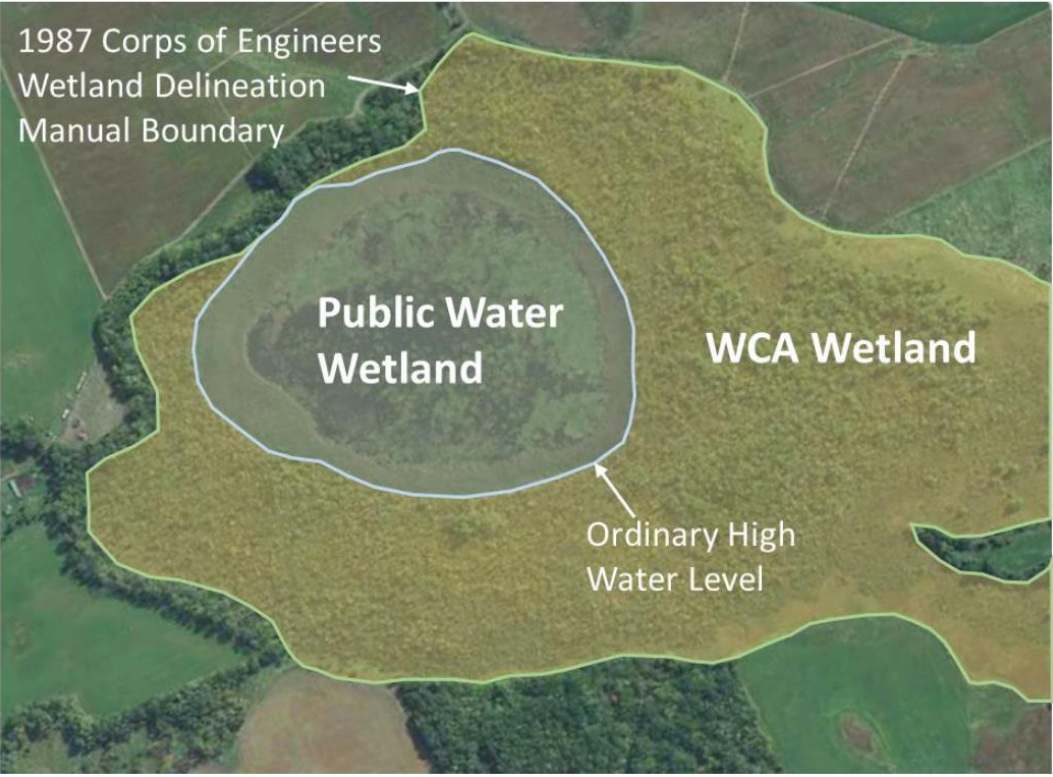 1987 Corps of Engineers
Wetland Delineation
Manual Boundary
Public Water
Wetland
WCA Wetland
Ordinary High
Water Level